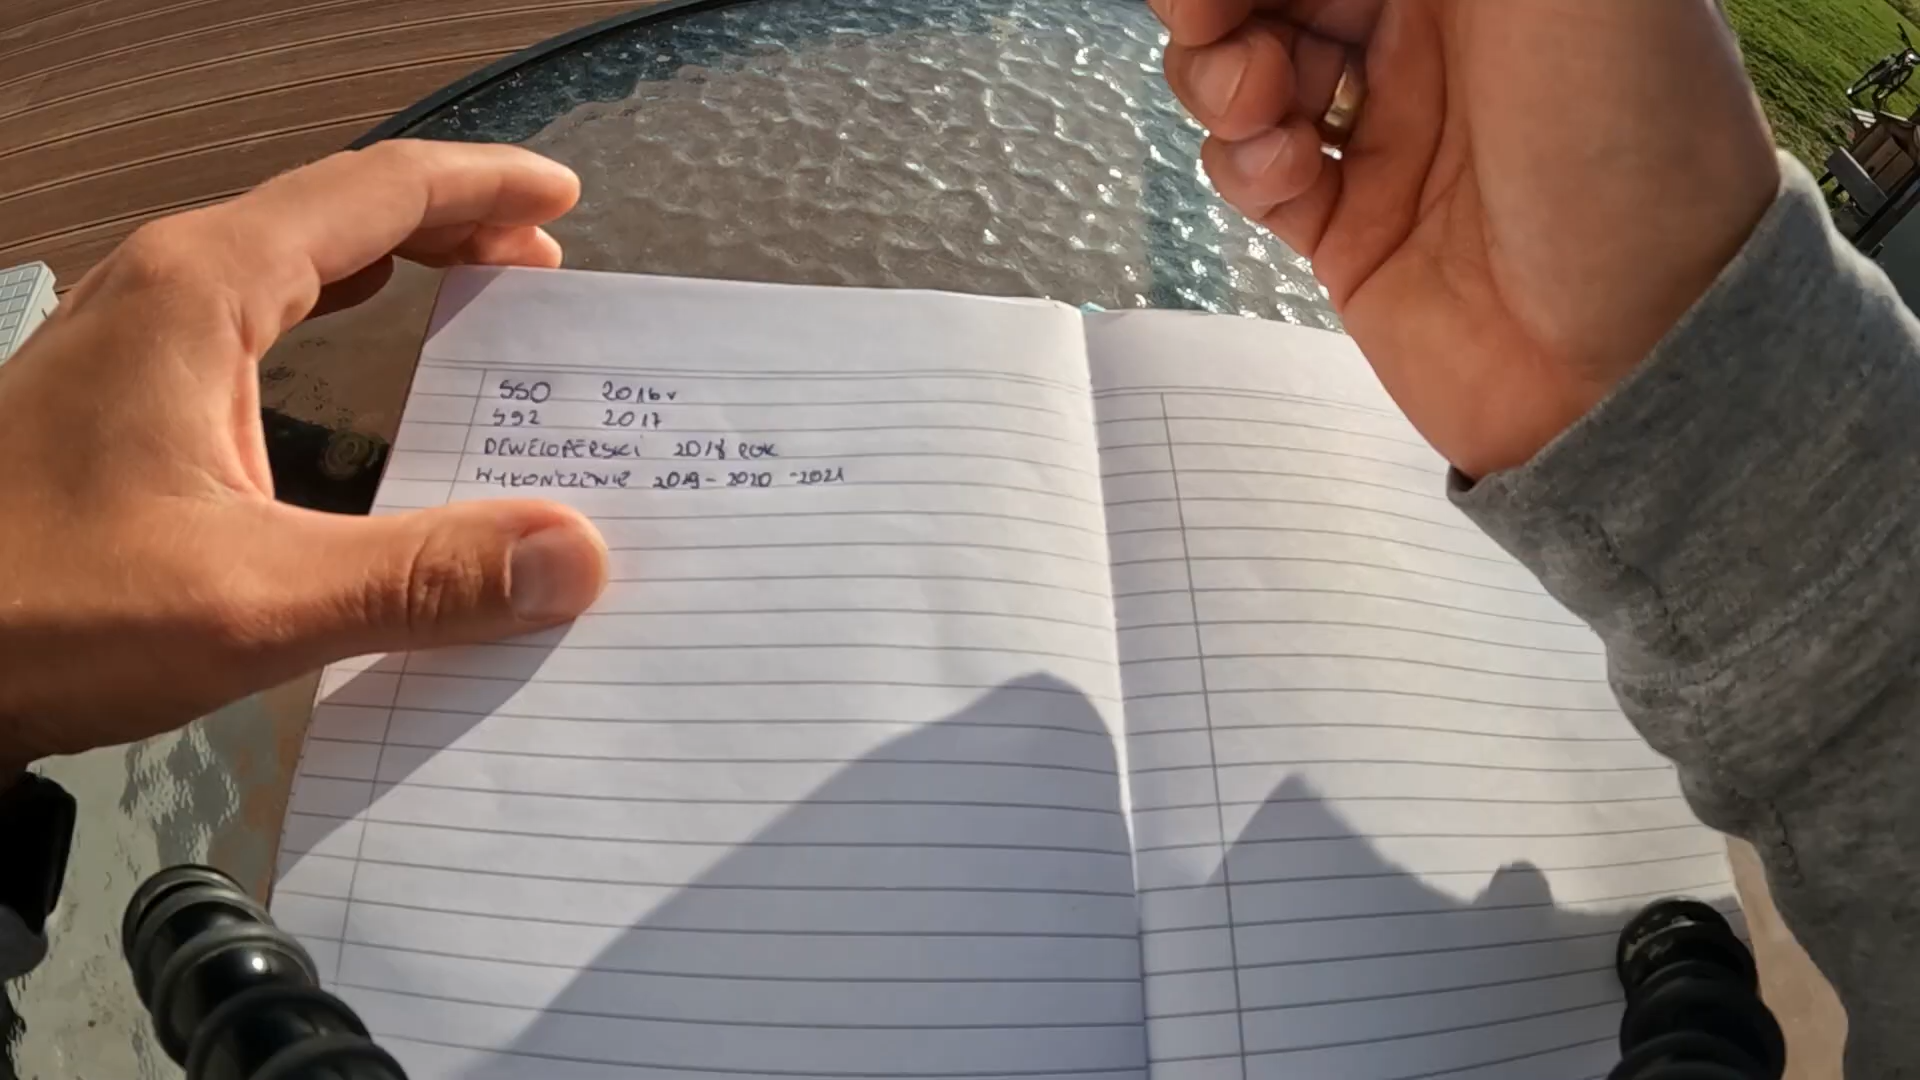 SSO 2016r
SSZ 2017
DEWELOPERSKI 2018 ROK
WYKOŃCZENIE 2019 - 2020 - 2021